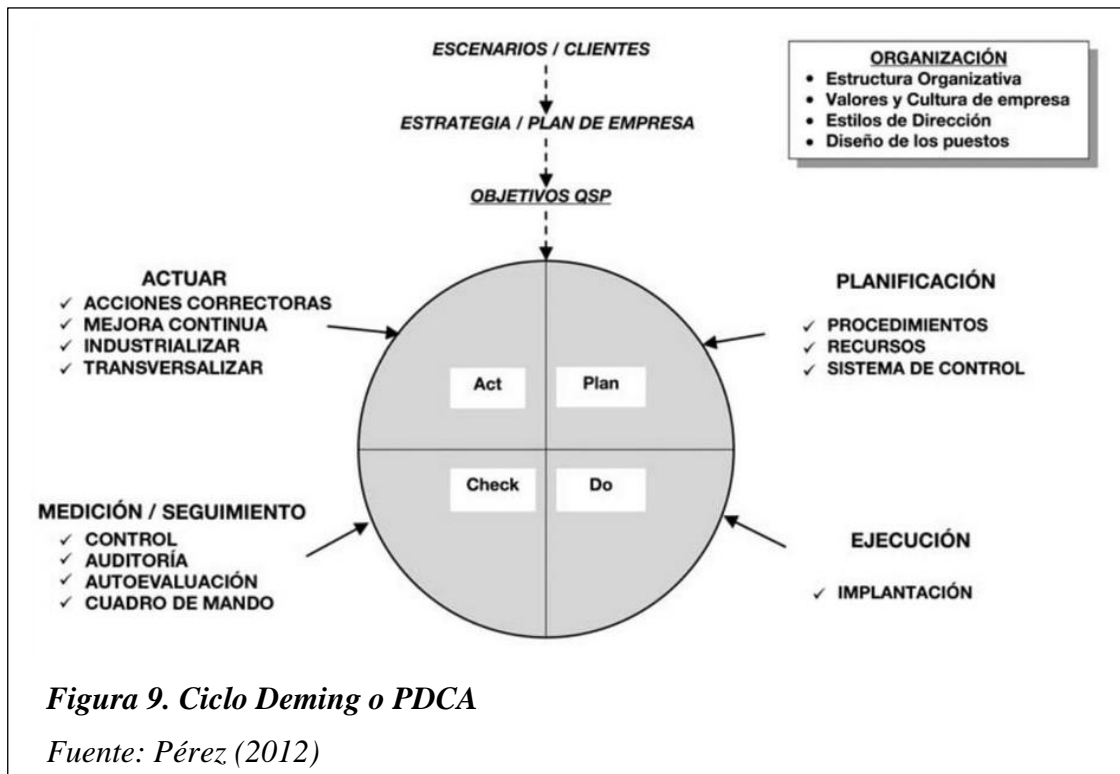 ESCENARIOS / CLIENTES
ESTRATEGIA / PLAN DE EMPRESA
OBJETIVOS QSP
ORGANIZACIÓN
• Estructura Organizativa
• Valores y Cultura de empresa
• Estilos de Dirección
• Diseño de los puestos
ACTUAR
✓ ACCIONES CORRECTORAS
✓ MEJORA CONTINUA
✓ INDUSTRIALIZAR
✓ TRANSVERSALIZAR
PLANIFICACIÓN
✓ PROCEDIMIENTOS
✓ RECURSOS
✓ SISTEMA DE CONTROL
Act
Plan
Check
Do
MEDICIÓN / SEGUIMIENTO
✓ CONTROL
✓ AUDITORÍA
✓ AUTOEVALUACIÓN
✓ CUADRO DE MANDO
EJECUCIÓN
✓ IMPLANTACIÓN
Figura 9. Ciclo Deming o PDCA
Fuente: Pérez (2012)